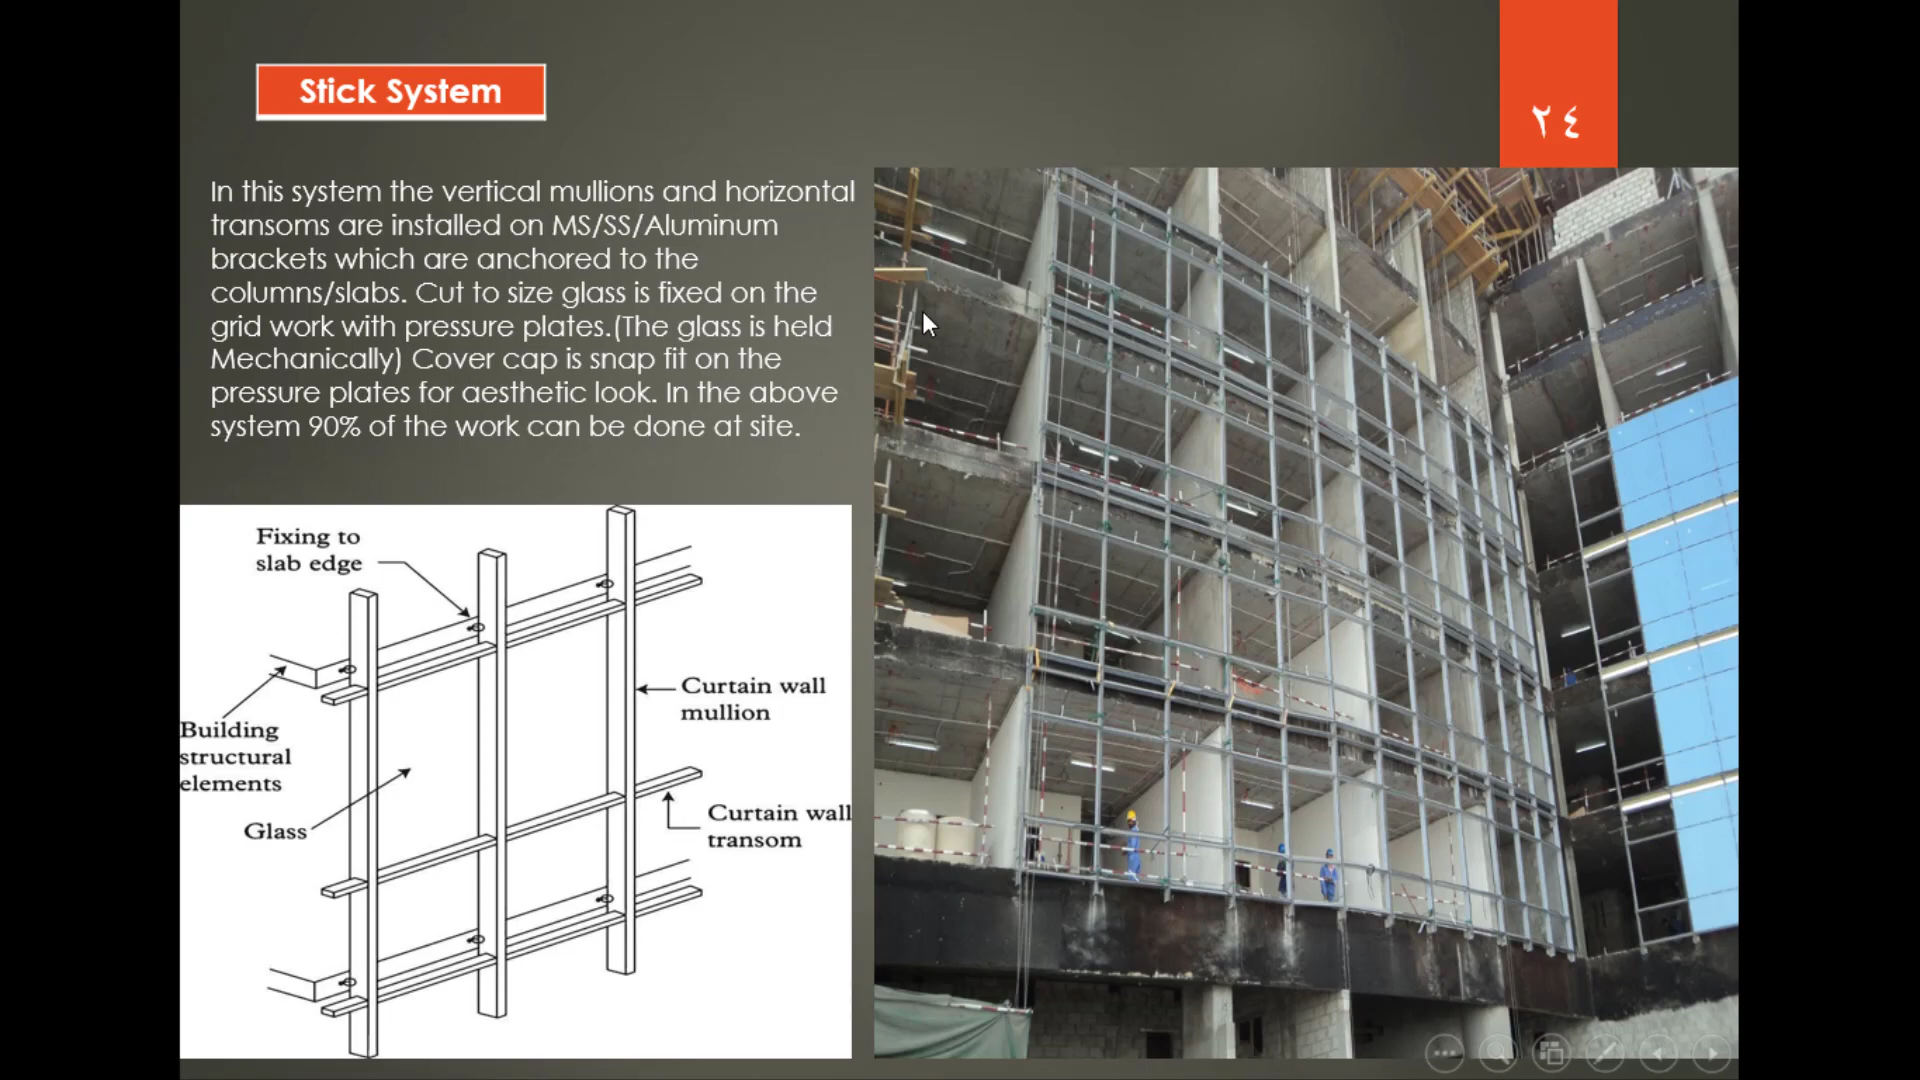 Stick System
٢٤
In this system the vertical mullions and horizontal
transoms are installed on MS/SS/Aluminum
brackets which are anchored to the
columns/slabs. Cut to size glass is fixed on the
grid work with pressure plates.(The glass is held
Mechanically) Cover cap is snap fit on the
pressure plates for aesthetic look. In the above
system 90% of the work can be done at site.
Fixing to
slab edge
Building
structural
elements
Glass
Curtain wall
mullion
Curtain wall
transom